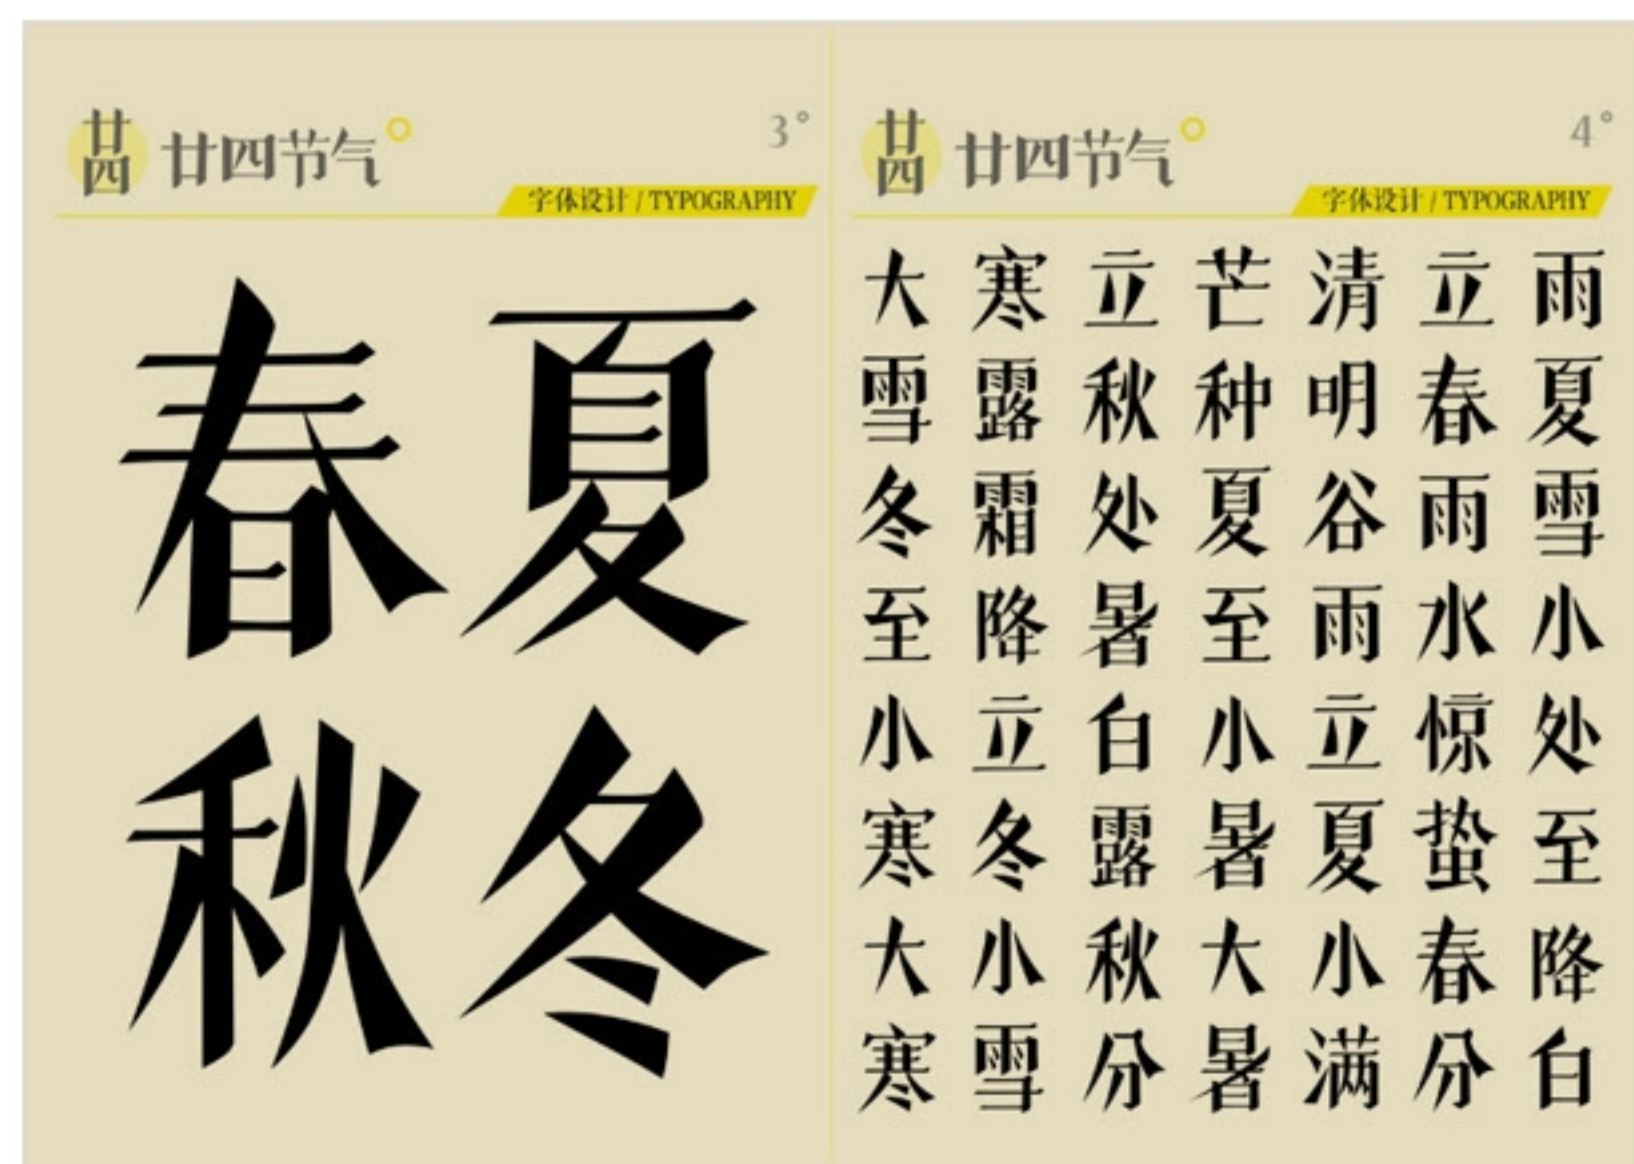 廿四
廿四节气
3°
字体设计 / TYPOGRAPHY
春夏
秋冬
廿四
廿四节气
4°
字体设计 / TYPOGRAPHY
大寒立芒清立雨
雪露秋种明春夏
冬霜处夏谷雨雪
至降暑至雨水小
小立白小立惊处
寒冬露暑夏蛰至
大小秋大小春降
寒雪分暑满分白